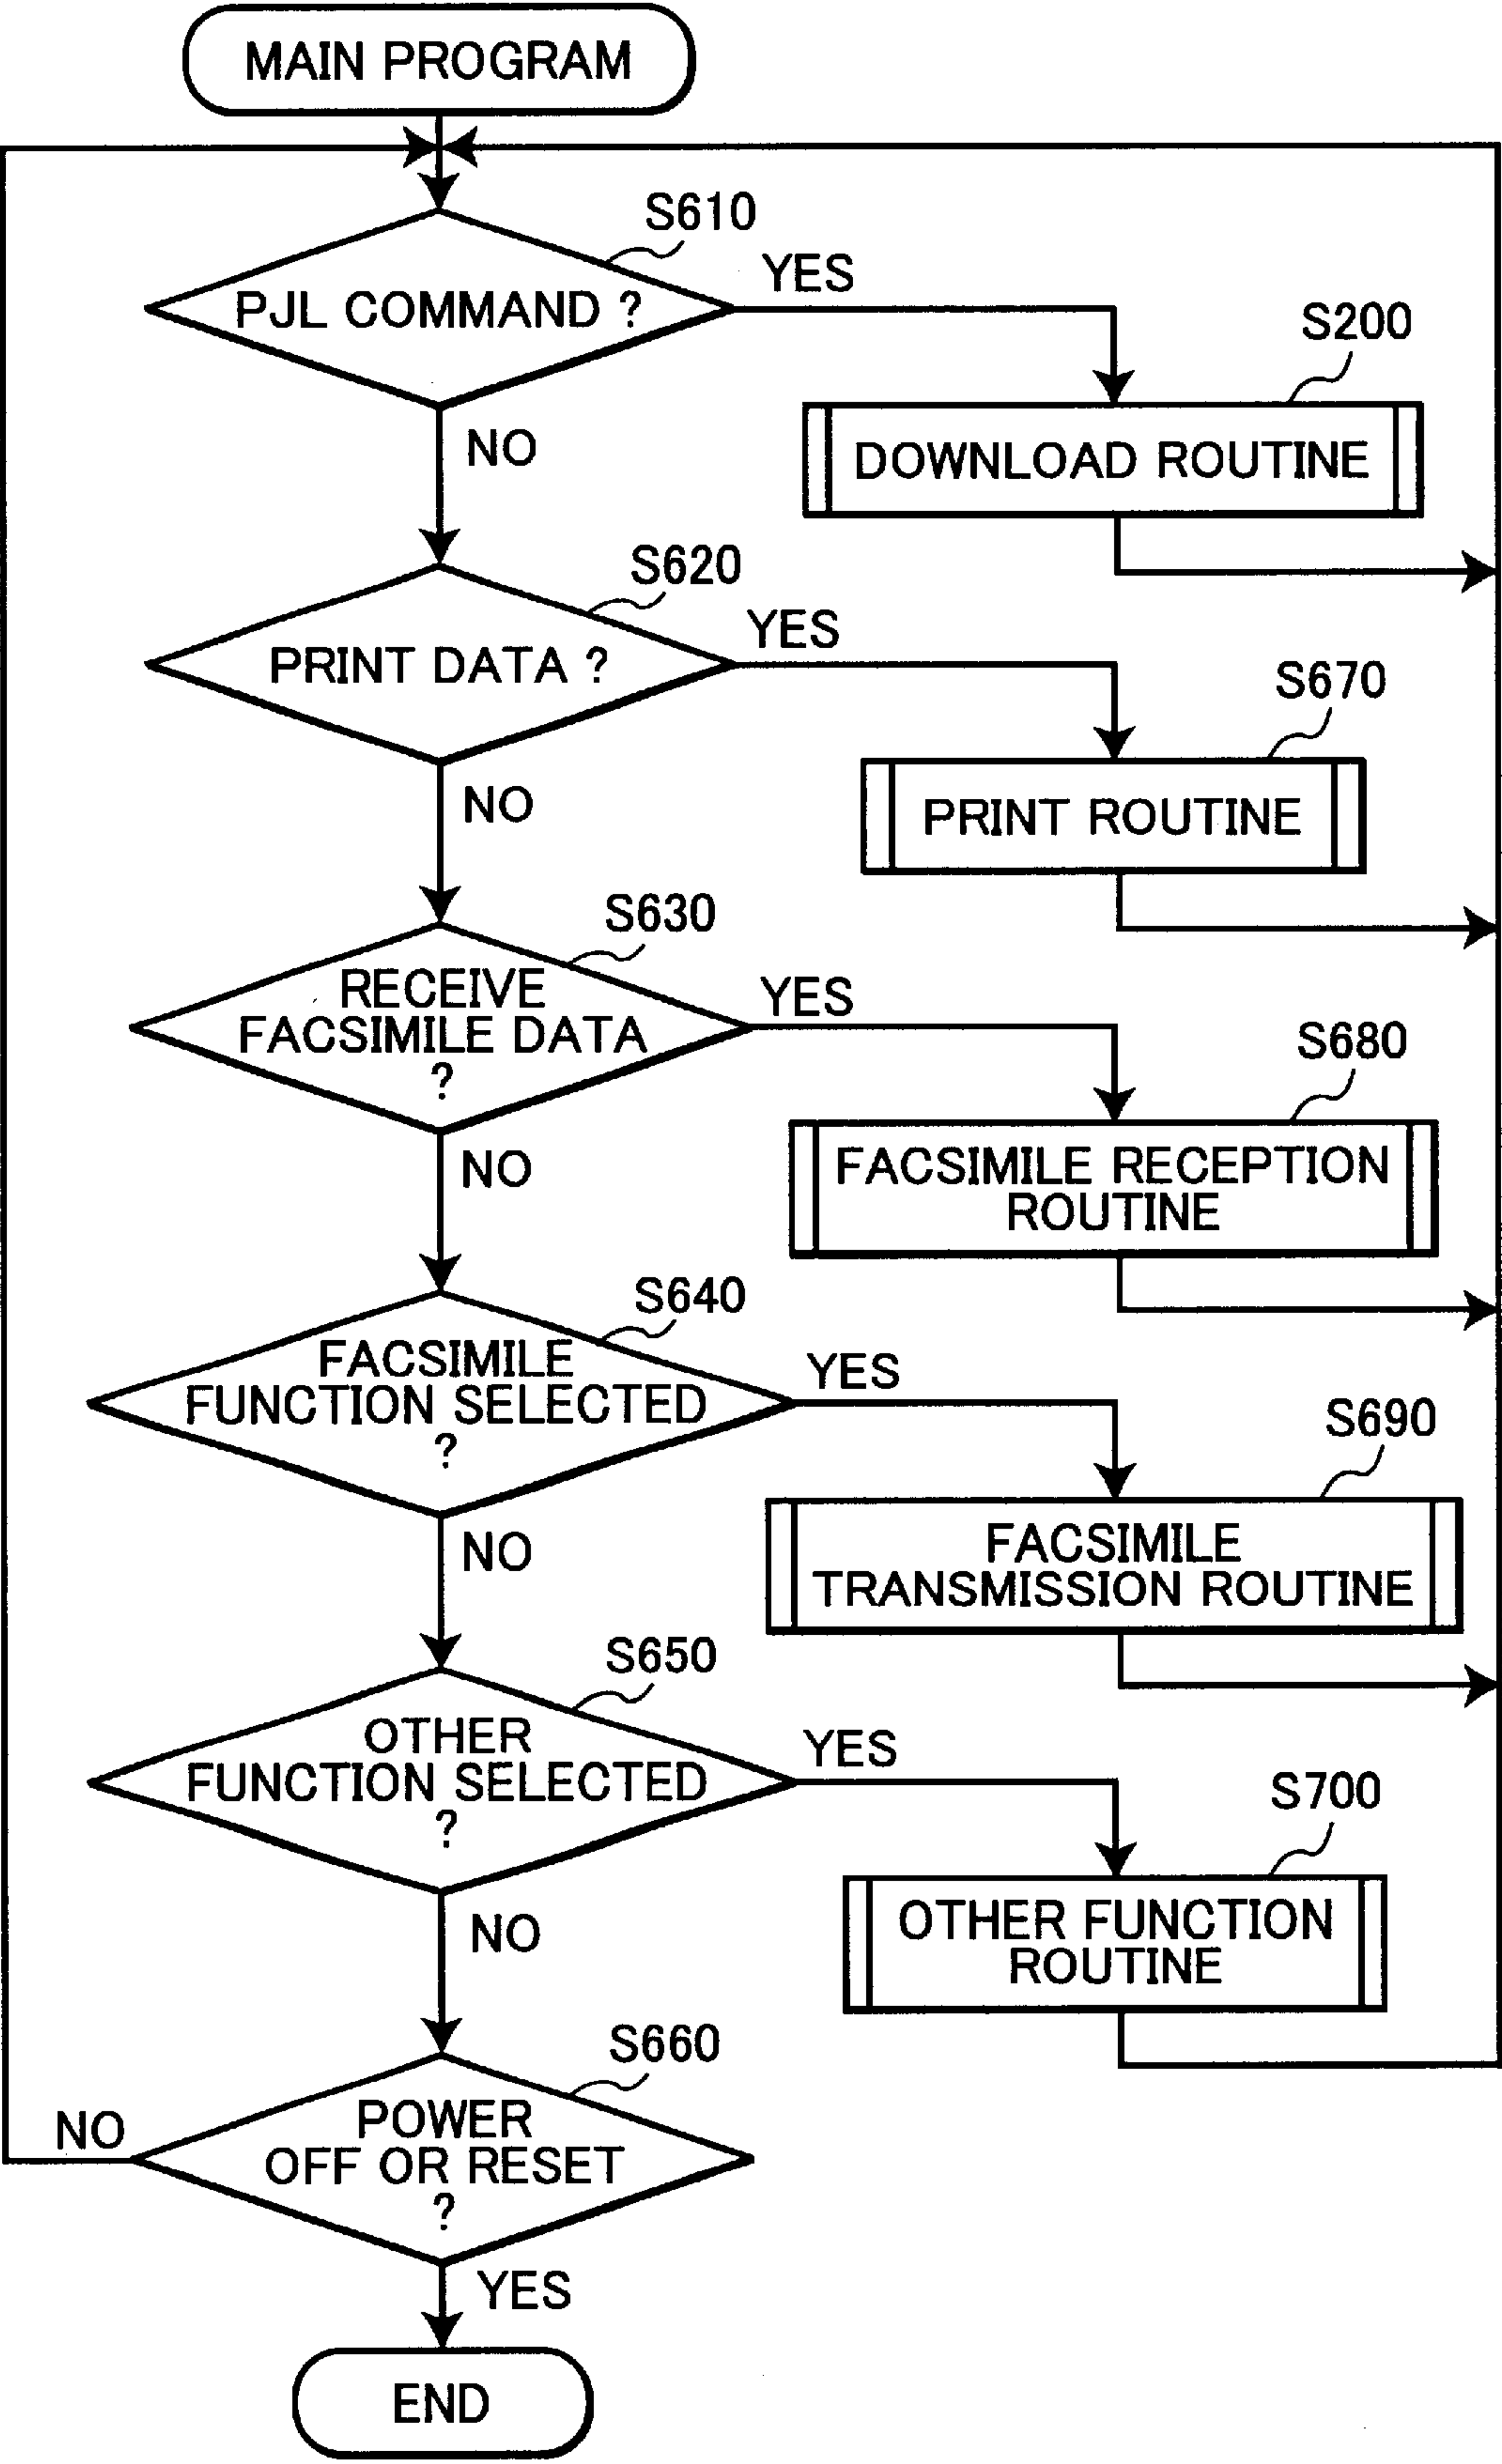 MAIN PROGRAM
S610
PJL COMMAND ?
YES
NO
S200
DOWNLOAD ROUTINE
S620
PRINT DATA ?
YES
NO
S670
PRINT ROUTINE
S630
RECEIVE
FACSIMILE DATA
?
YES
NO
S680
FACSIMILE RECEPTION
ROUTINE
S640
FACSIMILE
FUNCTION SELECTED
?
YES
NO
S690
FACSIMILE
TRANSMISSION ROUTINE
S650
OTHER
FUNCTION SELECTED
?
YES
NO
S700
OTHER FUNCTION
ROUTINE
S660
POWER
OFF OR RESET
?
NO
YES
END